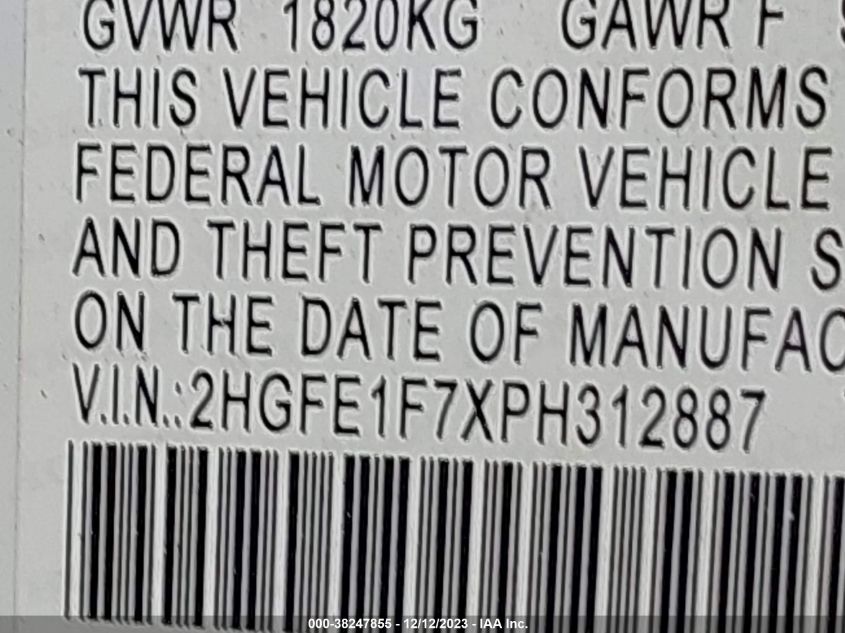 GVWR 1820KG GAWR F
THIS VEHICLE CONFORMS
FEDERAL MOTOR VEHICLE
AND THEFT PREVENTION S
ON THE DATE OF MANUFAC
V.I.N.:2HGFE1F7XPH312887
000-38247855 - 12/12/2023 - IAA Inc.